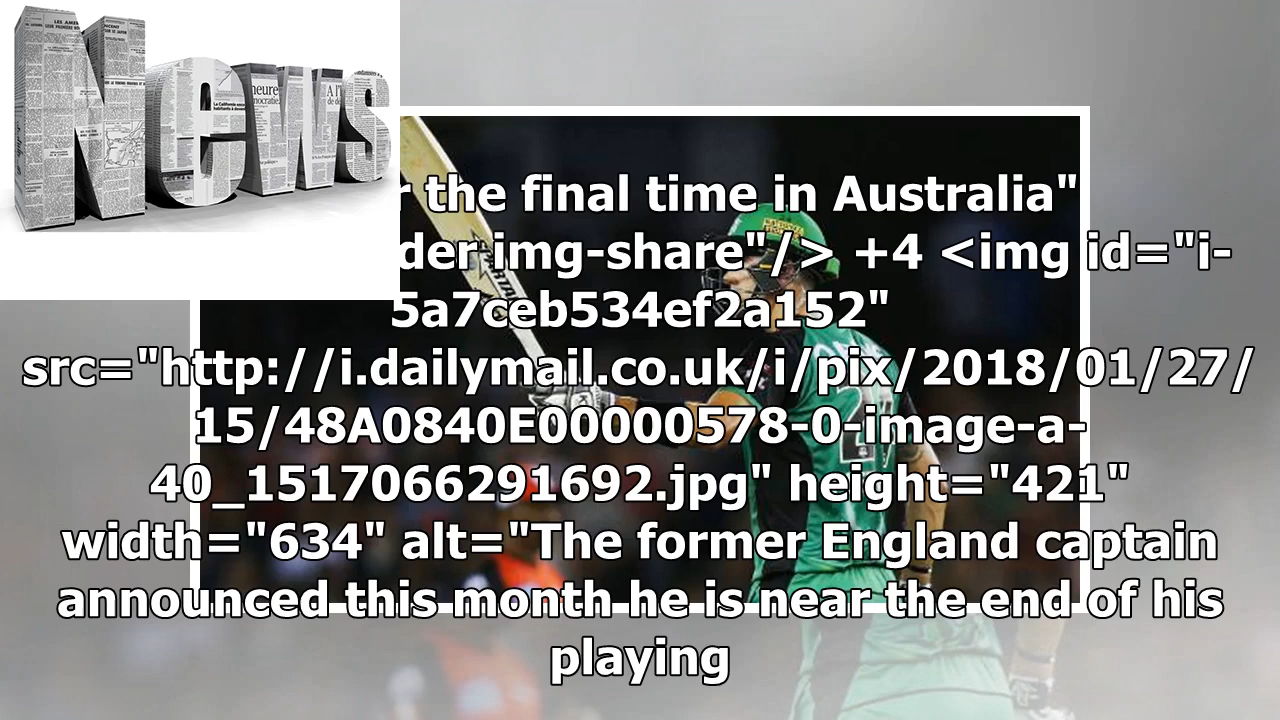 News
r the final time in Australia"
der img-share"/> +4 <img id="i-
5a7ceb534ef2a152"
src="http://i.dailymail.co.uk/i/pix/2018/01/27/
15/48A0840E00000578-0-image-a-
40_1517066291692.jpg" height="421"
width="634" alt="The former England captain
announced this month he is near the end of his
playing